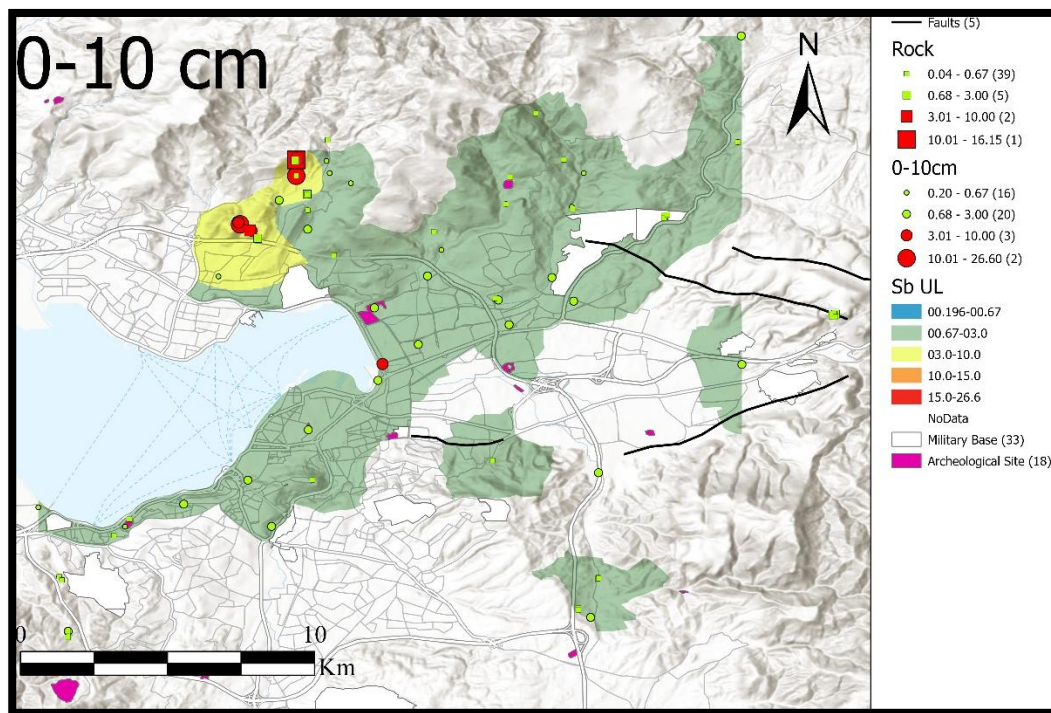 0-10 cm
N
0
10
Km
Faults (5)
Rock
0.04 - 0.67 (39)
0.68 - 3.00 (5)
3.01 - 10.00 (2)
10.01 - 16.15 (1)
0-10cm
0.20 - 0.67 (16)
0.68 - 3.00 (20)
3.01 - 10.00 (3)
10.01 - 26.60 (2)
Sb UL
00.196-00.67
00.67-03.0
03.0-10.0
10.0-15.0
15.0-26.6
NoData
Military Base (33)
Archeological Site (18)